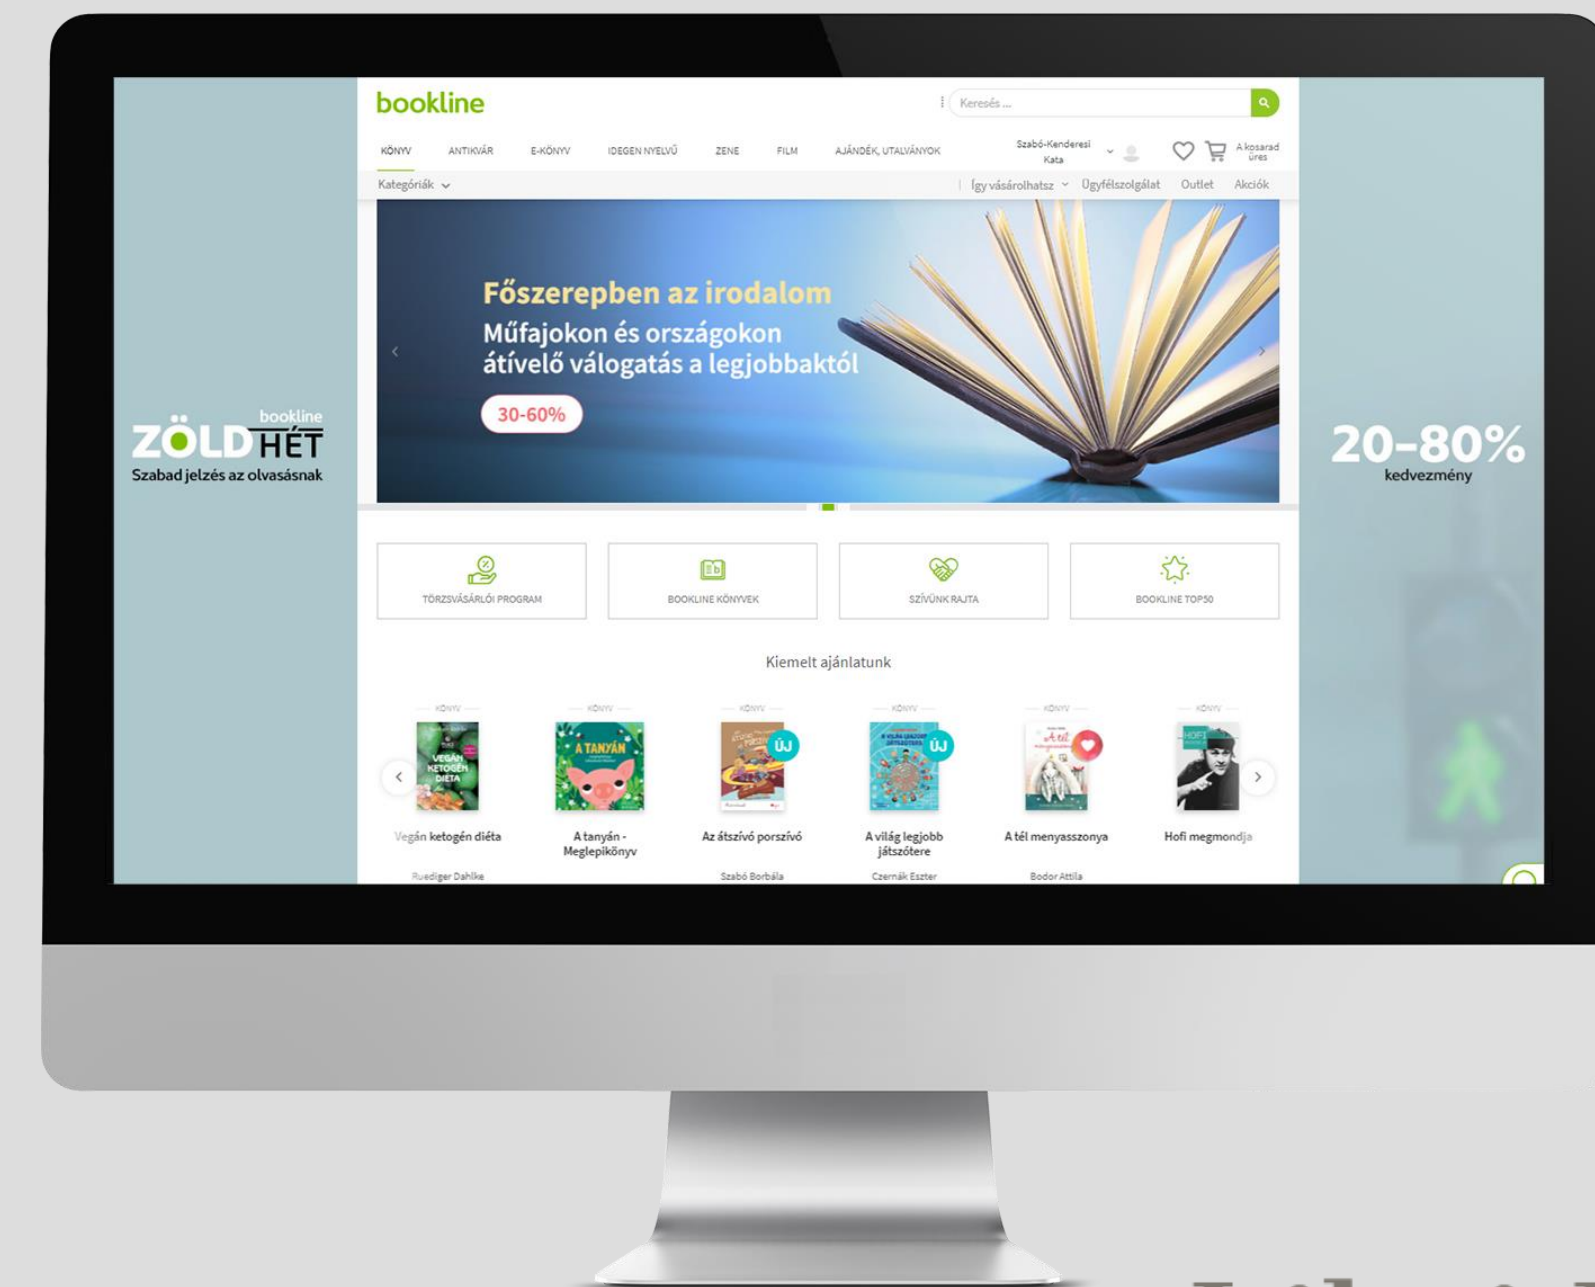 bookline
Keresés ...
KÖNYV ANTIKVÁR E-KÖNYV IDEGEN NYELVŰ ZENE FILM AJÁNDÉK, UTALVÁNYOK
Szabó-Kenderesi
Kata
A kosarad
üres
Kategóriák
Így vásárolhatsz Ügyfélszolgálat Outlet Akciók
Főszerepben az irodalom
Műfajokon és országokon
átívelő válogatás a legjobbaktól
30-60%
bookline
ZÖLD HÉT
Szabad jelzés az olvasásnak
20-80%
kedvezmény
TÖRZSVÁSÁRLÓI PROGRAM
BOOKLINE KÖNYVEK
SZÍVÜNK RAJTA
BOOKLINE TOP50
Kiemelt ajánlatunk
KÖNYV KÖNYV KÖNYV KÖNYV KÖNYV KÖNYV
VEGÁN
KETOGÉN
DIÉTA
A TANYÁN
ÚJ
ÚJ
A tél
HOFI
Vegán ketogén diéta
A tanyán -
Meglepikönyv
Az átszívó porszívó
A világ legjobb
játszótere
A tél menyasszonya
Hofi megmondja
Ruediger Dahlke
Szabó Borbála
Czernák Eszter
Bodor Attila